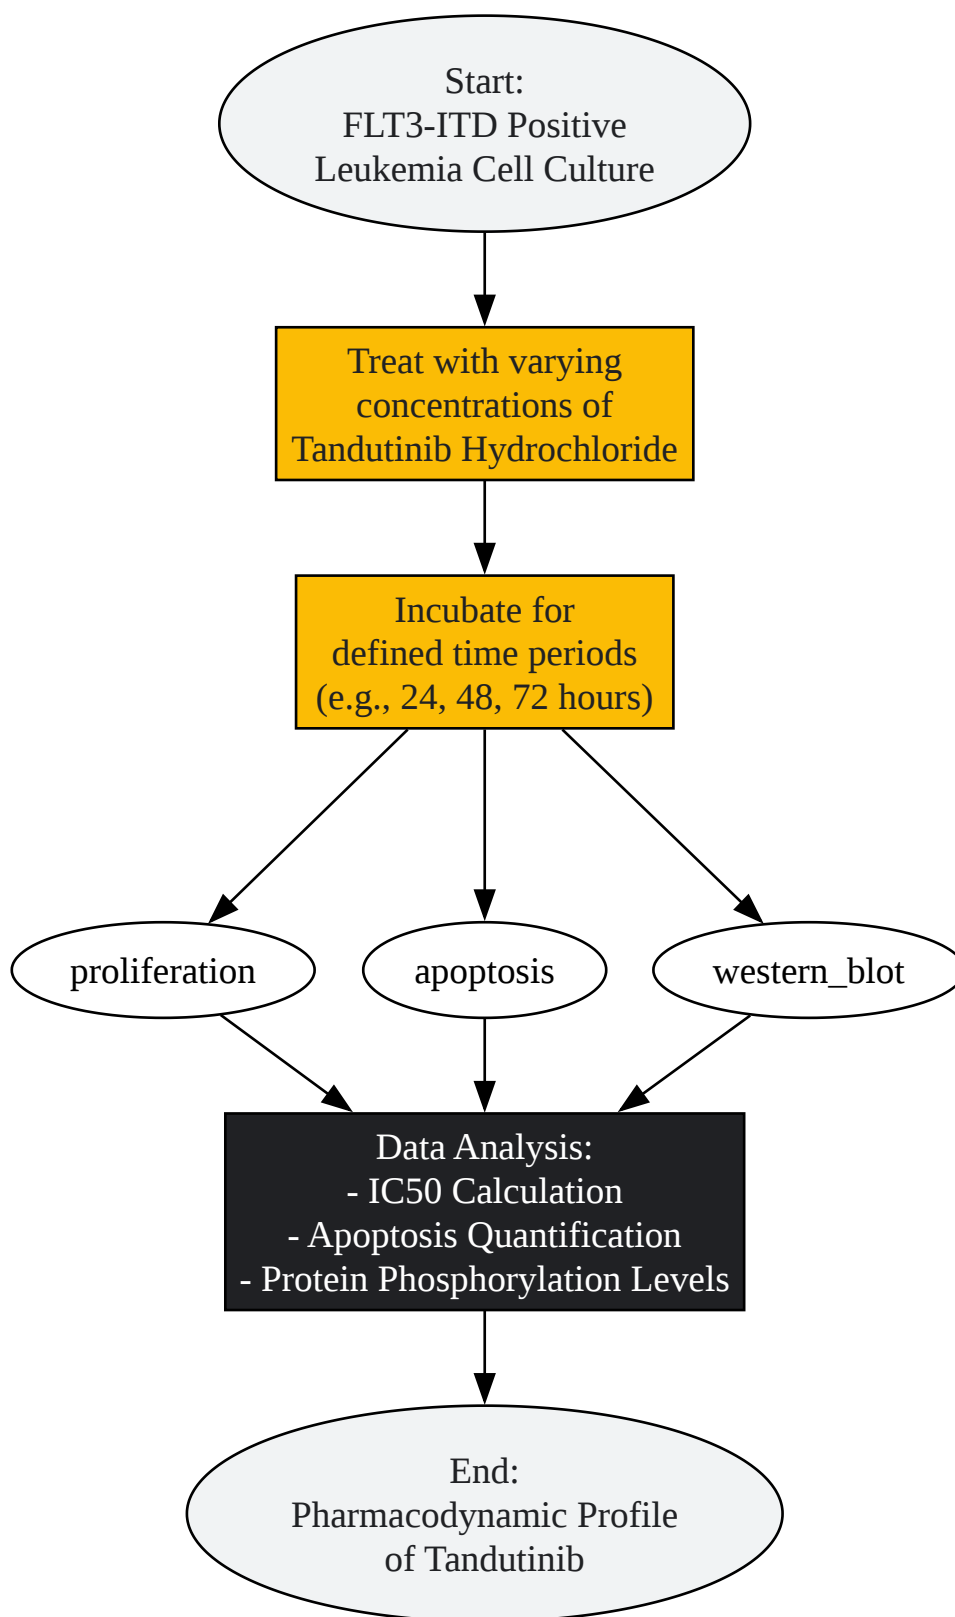 Start:
FLT3-ITD Positive
Leukemia Cell Culture
Treat with varying
concentrations of
Tandutinib Hydrochloride
Incubate for
defined time periods
(e.g., 24, 48, 72 hours)
proliferation
apoptosis
western_blot
Data Analysis:
- IC50 Calculation
- Apoptosis Quantification
- Protein Phosphorylation Levels
End:
Pharmacodynamic Profile
of Tandutinib